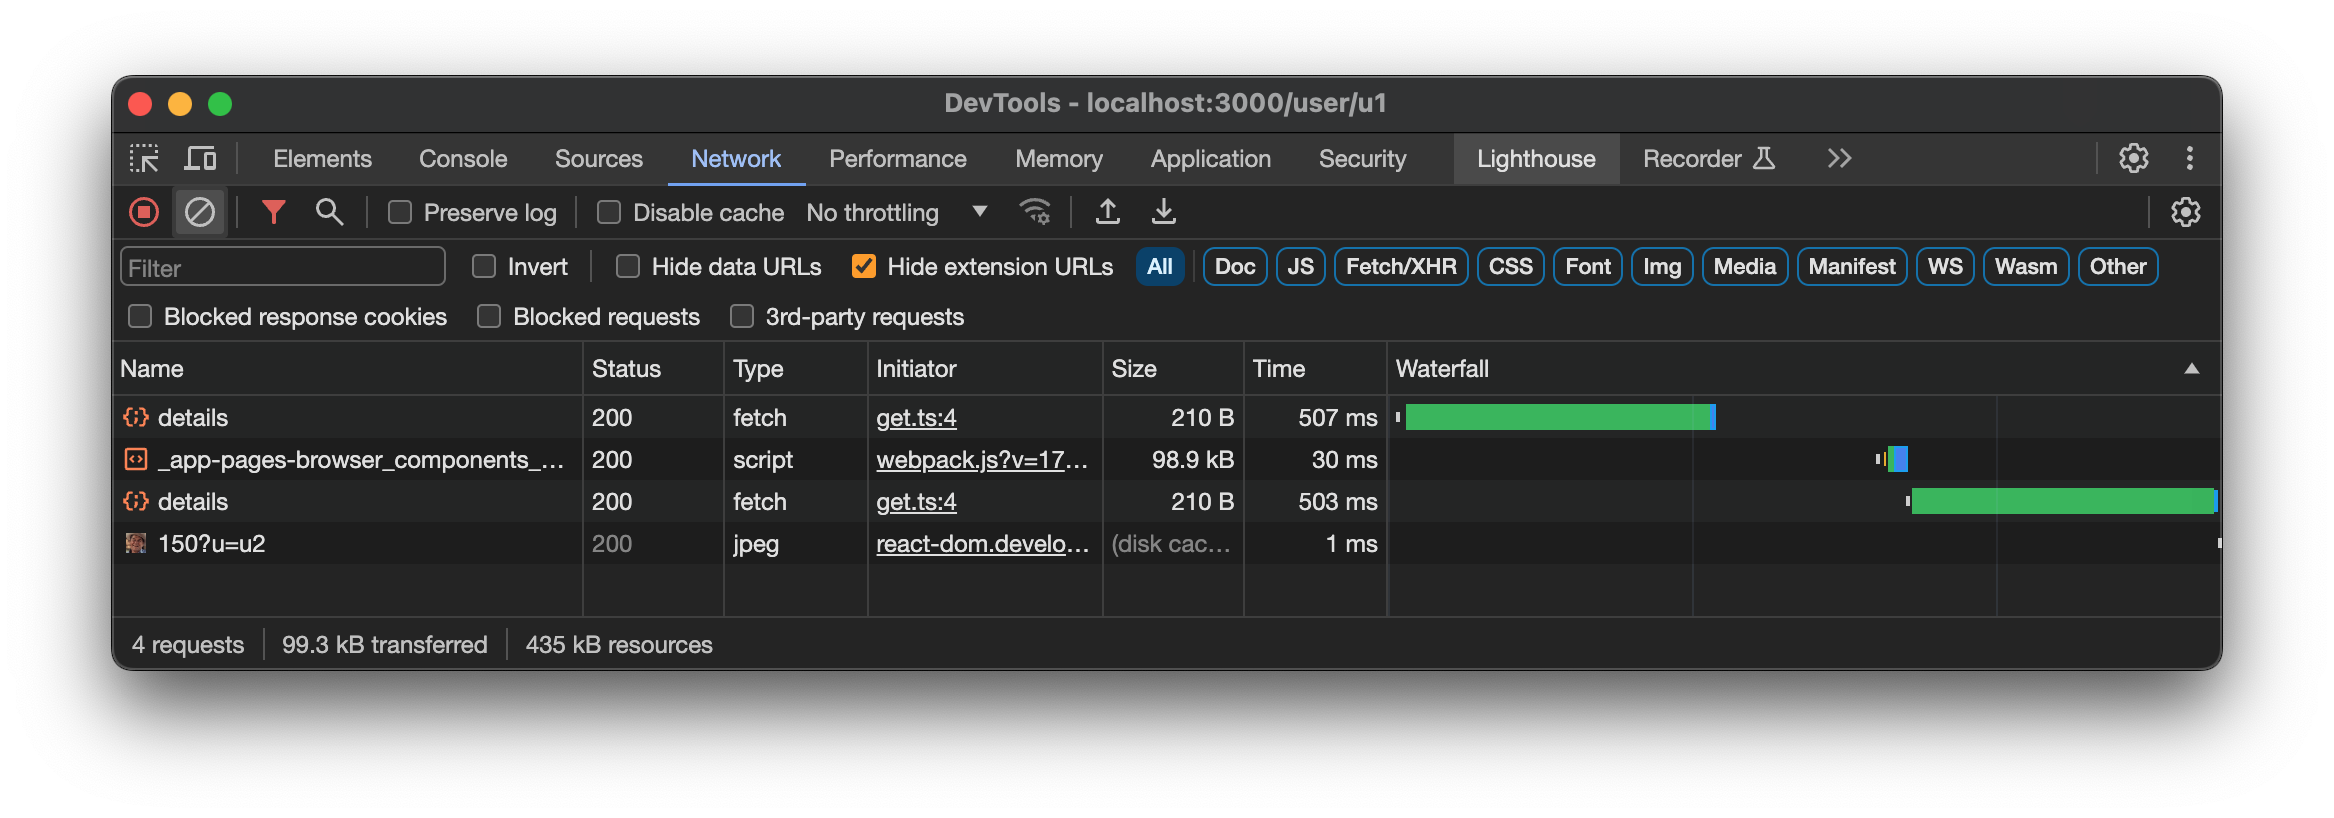 DevTools - localhost:3000/user/u1
Elements Console Sources Network Performance Memory Application Security Lighthouse Recorder
Preserve log Disable cache No throttling
Filter Invert Hide data URLs Hide extension URLs All Doc JS Fetch/XHR CSS Font Img Media Manifest WS Wasm Other
Blocked response cookies Blocked requests 3rd-party requests
Name Status Type Initiator Size Time Waterfall
details 200 fetch get.ts:4 210 B 507 ms
_app-pages-browser_components_... 200 script webpack.js?v=17... 98.9 kB 30 ms
details 200 fetch get.ts:4 210 B 503 ms
150?u=u2 200 jpeg react-dom.develo... (disk cac... 1 ms
4 requests 99.3 kB transferred 435 kB resources